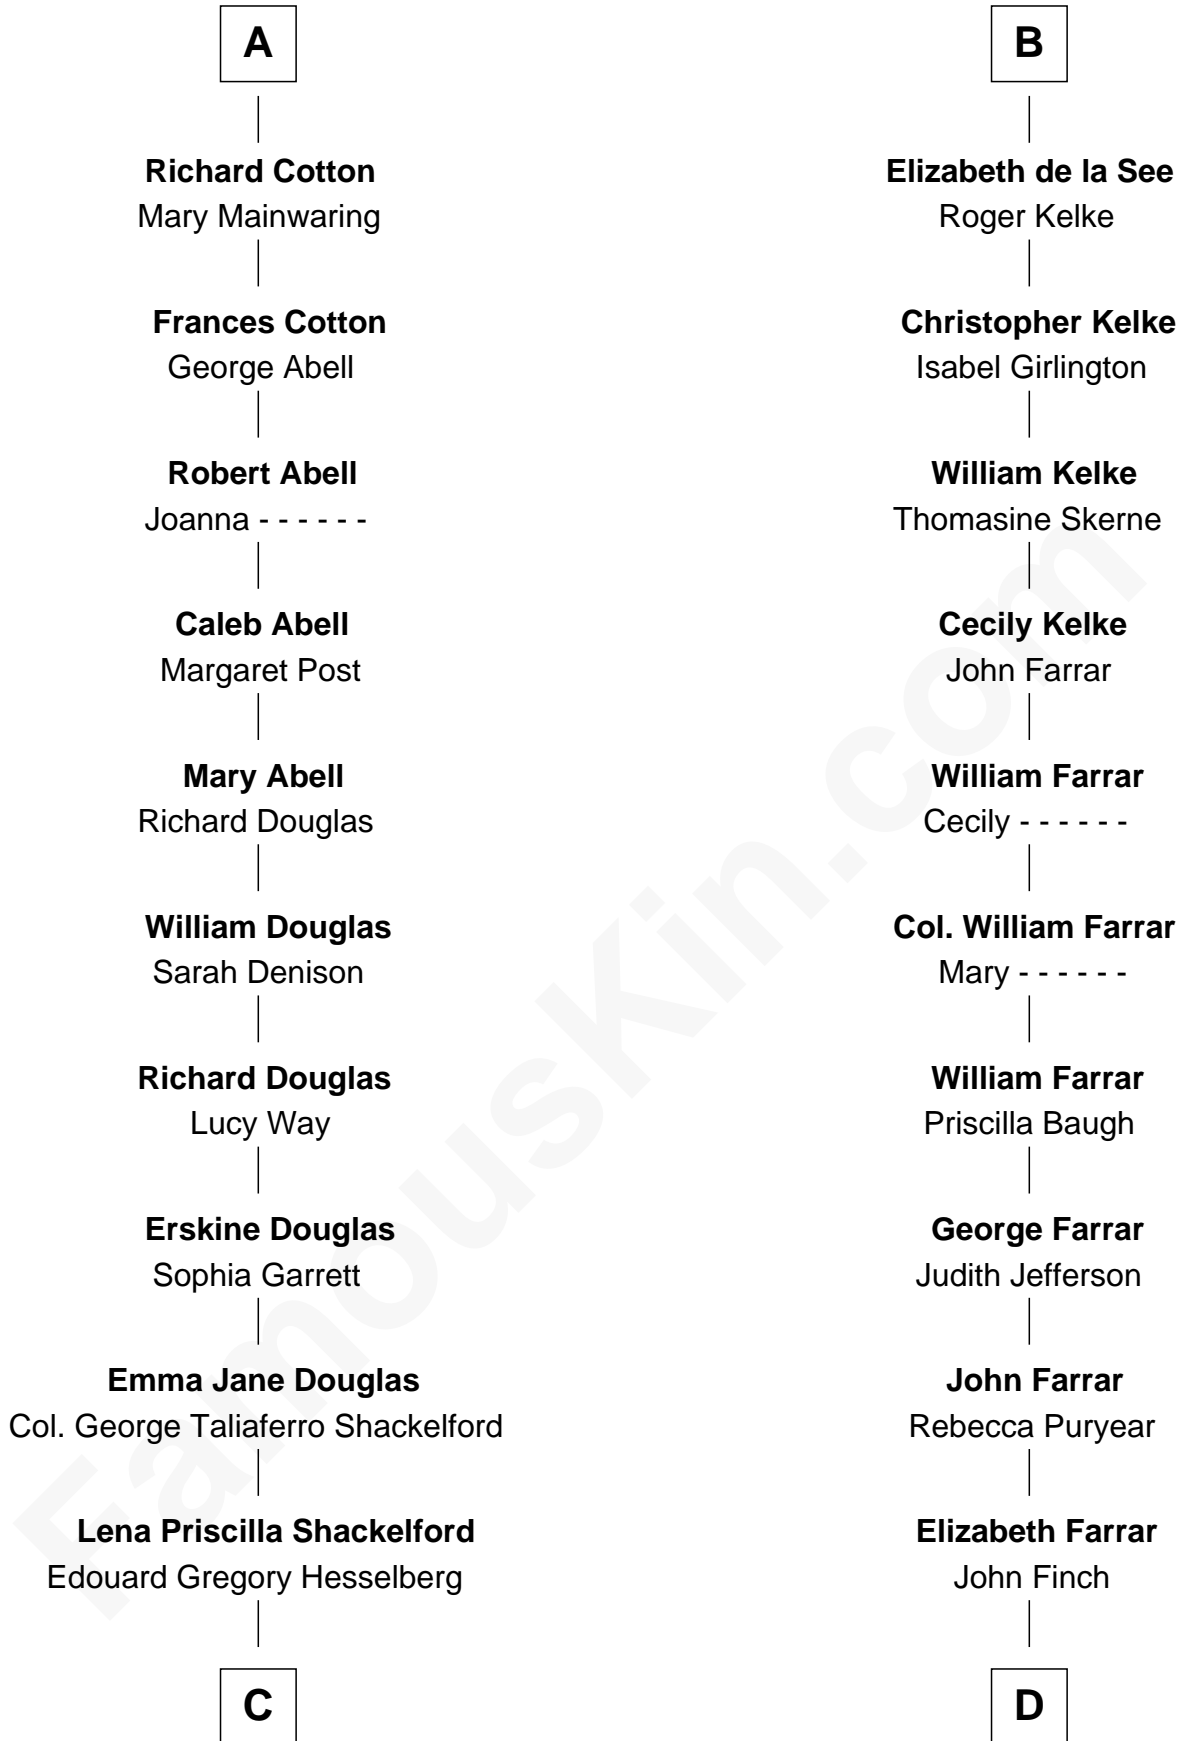 A
Richard Cotton
Mary Mainwaring
Frances Cotton
George Abell
Robert Abell
Joanna - - - - - -
Caleb Abell
Margaret Post
Mary Abell
Richard Douglas
William Douglas
Sarah Denison
Richard Douglas
Lucy Way
Erskine Douglas
Sophia Garrett
Emma Jane Douglas
Col. George Taliaferro Shackelford
Lena Priscilla Shackelford
Edouard Gregory Hesselberg
C
B
Elizabeth de la See
Roger Kelke
Christopher Kelke
Isabel Girlington
William Kelke
Thomasine Skerne
Cecily Kelke
John Farrar
William Farrar
Cecily - - - - - -
Col. William Farrar
Mary - - - - - -
William Farrar
Priscilla Baugh
George Farrar
Judith Jefferson
John Farrar
Rebecca Puryear
Elizabeth Farrar
John Finch
D
FamousKin.com